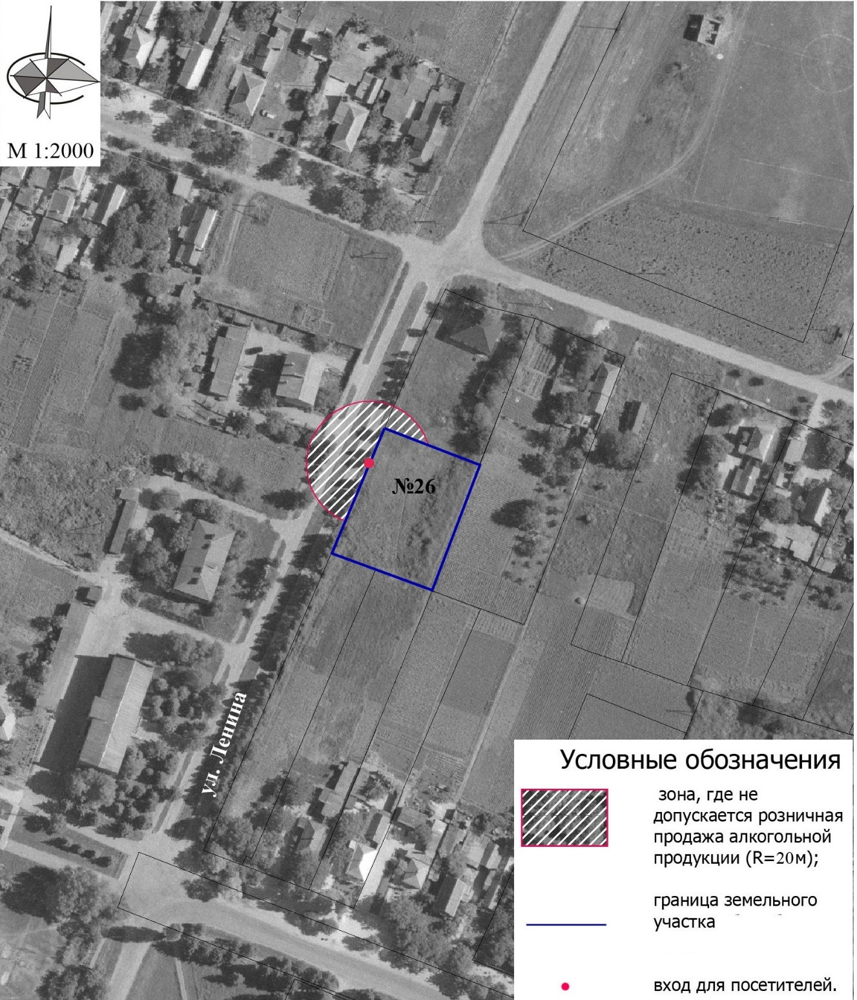 М 1:2000
№26
ул. Ленина
Условные обозначения
зона, где не
допускается розничная
продажа алкогольной
продукции (R=20м);
граница земельного
участка
вход для посетителей.